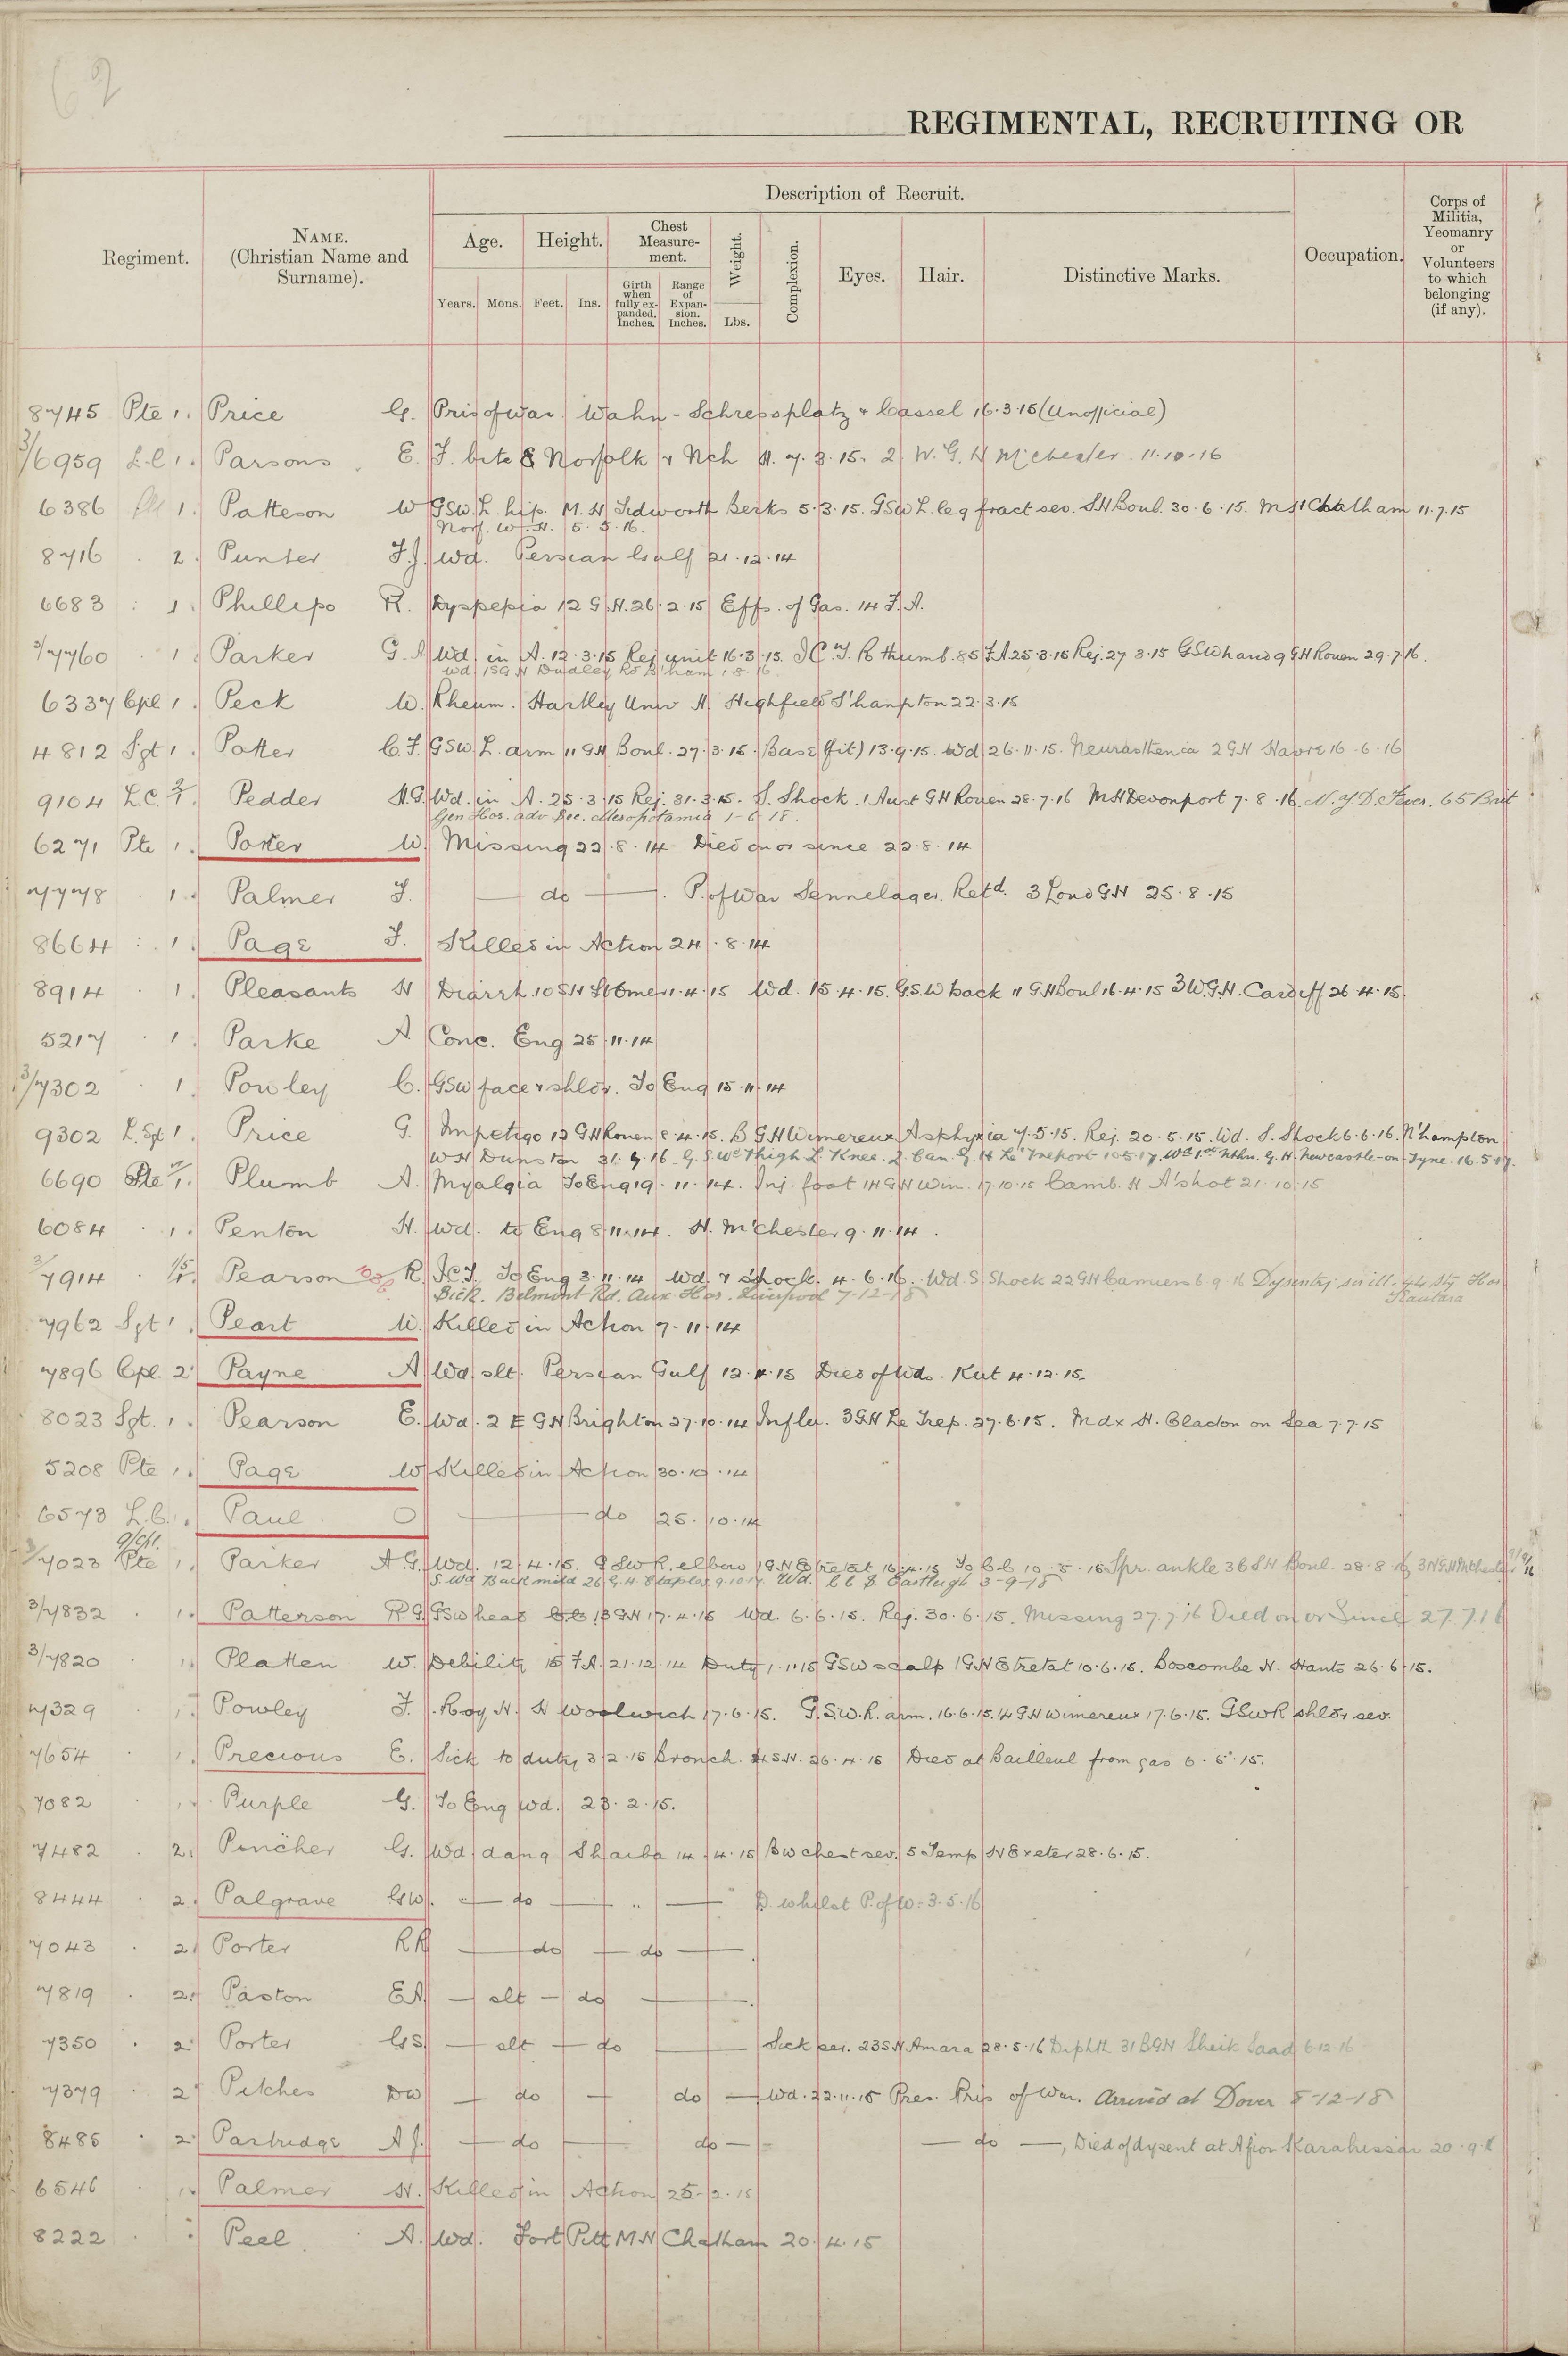 62
REGIMENTAL, RECRUITING OR
Regiment.
NAME.
(Christian Name and
Surname).
Description of Recruit.
Age.
Height.
Chest
Measure-
ment.
Weight.
Complexion.
Eyes.
Hair.
Distinctive Marks.
Occupation.
Corps of
Militia,
Yeomanry
or
Volunteers
to which
belonging
(if any).
Years.
Mons.
Feet.
Ins.
Girth
when
fully ex-
panded.
Inches.
Range
of
Expan-
sion.
Inches.
Lbs.
8745 Pte 1. Price G. Pris of war Wahn - Schressplatz & Cassel 16.3.15 (Unofficial)
3/6959 L.C 1. Parsons E. F. bite & Norfolk & Nch H. 7.3.15. 2 W.G.H M'chester. 11.10.16
6386 1. Patteson W GSW. L. hip. M.H Tidworth Berks 5.3.15. GSW L. leg fract sev. SH Boul. 30.6.15. MH Chatham 11.7.15
Norf. W.H. 5.5.16.
8716 . 2. Punter F.J. Wd. Persian Gulf 21.12.14
6683 : 1. Phillipo R. Dyspepsia 12 G.H. 26.2.15 Effs. of Gas. 14 F.A.
3/7760 . 1. Parker G.A Wd. in A. 12.3.15 Rej unit 16.3.15. I.C.T. R thumb. 85 F.A 25.3.15 Rej. 27.3.15 GSW hand 9 GH Rouen 29.7.16.
Wd. 1SG H Dudley Rd B'ham 1.8.16.
6337 Cpl 1. Peck W. Rheum. Hartley Univ H. Highfield S'hampton 22.3.15
4812 Sgt 1. Potter C.F. GSW. L. arm 11 GH Boul. 27.3.15. Base (fit) 13.9.15. Wd 26.11.15. Neurasthenia 2 GH Havre 16.6.16
9104 L.C. 2/1. Pedder H.G. Wd. in A. 25.3.15 Rej. 31.3.15. S. Shock. 1 Aust GH Rouen 28.7.16 MH Devonport 7.8.16. N.Y.D. Fever. 65 Brit
Gen Hos. adv Sec. Mesopotamia 1-6-18.
6271 Pte 1. Porter W. Missing 22.8.14 Died on or since 22.8.14
7778 . 1. Palmer F. — do — . P. of War Sennelager. Retd. 3 Lond GH 25.8.15
8664 : 1. Page F. Killed in Action 24.8.14
8914 . 1. Pleasants H Diarrh. 10 SH St Omer 1.4.15 Wd. 15.4.15. G.S.W back 11 G.H Boul 16.4.15 3 W.G.H. Cardiff 26.4.15.
5217 . 1. Parke A. Conc. Eng 25.11.14
3/7302 . 1. Powley C. GSW face & shldr. To Eng 15.11.14
9302 L.Sgt 1. Price G. Impetigo 12 GH Rouen 8.4.15. B G.H Wimereux Asphyxia 7.5.15. Rej. 20.5.15. Wd. S. Shock 6.6.16. N'hampton
WH Dunston 31.7.16. G.S.Wd Thigh L. Knee. 2 Can. G.H Le Treport 10.5.17. Wd 1st Nthn. G.H. Newcastle-on-Tyne. 16.5.17.
6690 Pte 2/1. Plumb A. Myalgia To Eng 19.11.14. Inj. foot 14 GH Wim. 17.10.15 Camb. H A'shot 21.10.15
6084 . 1. Penton H. Wd. to Eng 8.11.14. H. M'Chester 9.11.14.
3/7914 . 1/5/1. Pearson R. I.C.T. To Eng 3.11.14 Wd. & Shock. 4.6.16. Wd. S. Shock 22 GH Camiers 6.9.16 Dysentry ser ill. 44 Sty Hos
Kantara
Sick. Belmont Rd. Aux Hos. Liverpool 7-12-18
7962 Sgt 1. Peart W. Killed in Action 7.11.14
7896 Cpl. 2. Payne A Wd. slt. Persian Gulf 12.4.15 Died of Wds. Kut 4.12.15.
8023 Sgt. 1. Pearson E. Wd. 2 E GH Brighton 27.10.14 Influ. 3 GH Le Trep. 27.6.15. Mdx H. Clacton on Sea 7.7.15
5208 Pte 1. Page W Killed in Action 30.10.14
6573 L.C. 1. Paul O — do 25.10.14
3/7023 a/Cpl. Pte 1. Parker A.G. Wd. 12.4.15. GSW R. elbow 1 G.H Etretat 16.4.15 To Bb 10.5.15 Spr. ankle 36 SH Boul. 28.8.16
S. Wd Back mild 26 G.H. Etaples 9.10.17. Wd. Eastleigh 3-9-18
3/7832 . 1. Patterson R.G. GSW head 13 GH 17.4.15 Wd. 6.6.15. Rej. 30.6.15. Missing 27.7.16 Died on or Since 27.7.16
3/7820 . 1. Platten W. Debility 15 F.A. 21.12.14 Duty 1.1.15 GSW scalp 1 G.H Etretat 10.6.15. Boscombe H. Hants 26.6.15.
7329 . 1. Powley F. Roy H. H Woolwich 17.6.15. G.S.W. R. arm. 16.6.15. 14 GH Wimereux 17.6.15. GSW R shldr sev.
7654 . 1. Precious E. Sick to duty 3.2.15 Bronch. S.H. 26.4.15 Died at Bailleul from gas 6.5.15.
7082 . 1. Purple G. To Eng Wd. 23.2.15.
7482 . 2. Pincher G. Wd. dang Shaiba 14.4.15 BW chest sev. 5 Temp H Exeter 28.6.15.
8444 . 2. Palgrave G.W. — do — " — D. whilst P. of W. 3.5.16
7043 . 2. Porter R.R — do — do — .
7819 . 2. Paston E.A. — slt — do — .
7350 . 2. Porter G.S. — slt — do — Sick ser. 23 SH Amara 28.5.16 Diphth 31 BGH Sheik Saad 6.12.16
7379 . 2. Pilches D.W — do — do — Wd. 22.11.15 Pres. Pris of War. Arrived at Dover 8-12-18
8485 . 2. Partridge A.J. — do — do — — do —, Died of dysent at Afion Karahissar 20.9.
6546 . 1. Palmer H. Killed in Action 25.2.15
8222 . : Peel A. Wd. Fort Pitt MH Chatham 20.4.15